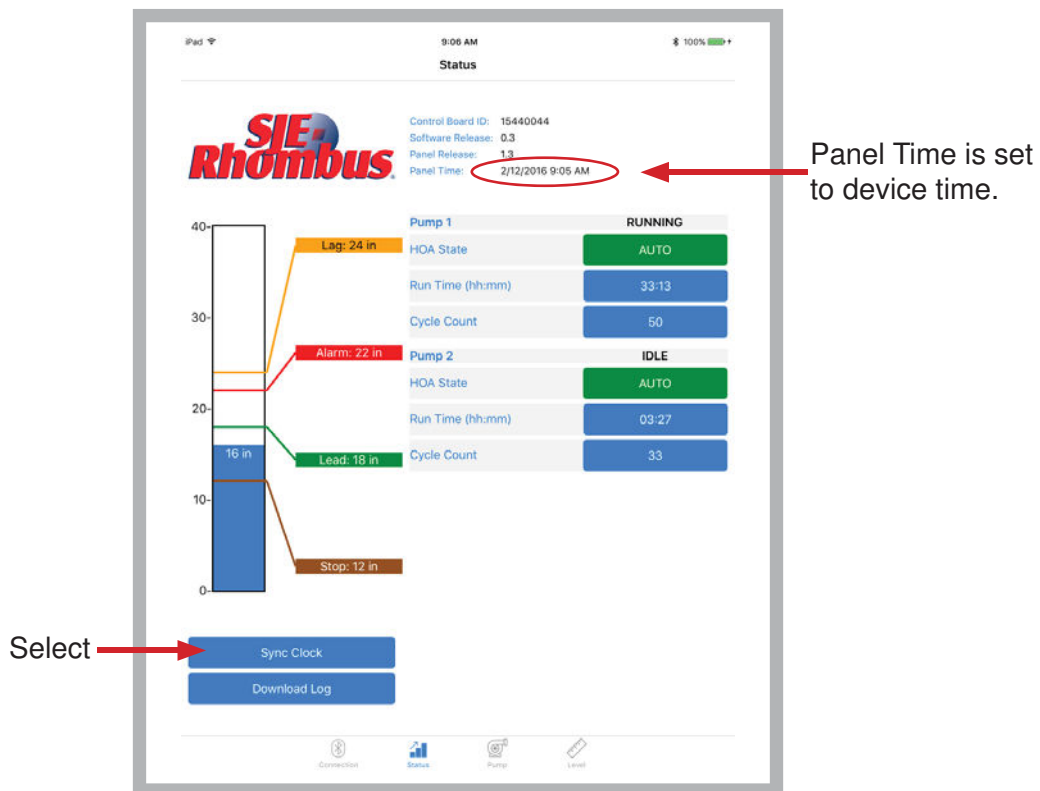 iPad 9:06 AM 100%
Status
SJE-Rhombus.
Control Board ID: 15440044
Software Release: 0.3
Panel Release: 1.3
Panel Time: 2/12/2016 9:05 AM
Panel Time is set
to device time.
40-
30-
20-
10-
0-
16 in
Lag: 24 in
Alarm: 22 in
Lead: 18 in
Stop: 12 in
Pump 1 RUNNING
HOA State AUTO
Run Time (hh:mm) 33:13
Cycle Count 50
Pump 2 IDLE
HOA State AUTO
Run Time (hh:mm) 03:27
Cycle Count 33
Select
Sync Clock
Download Log
Connection Status Pump Level